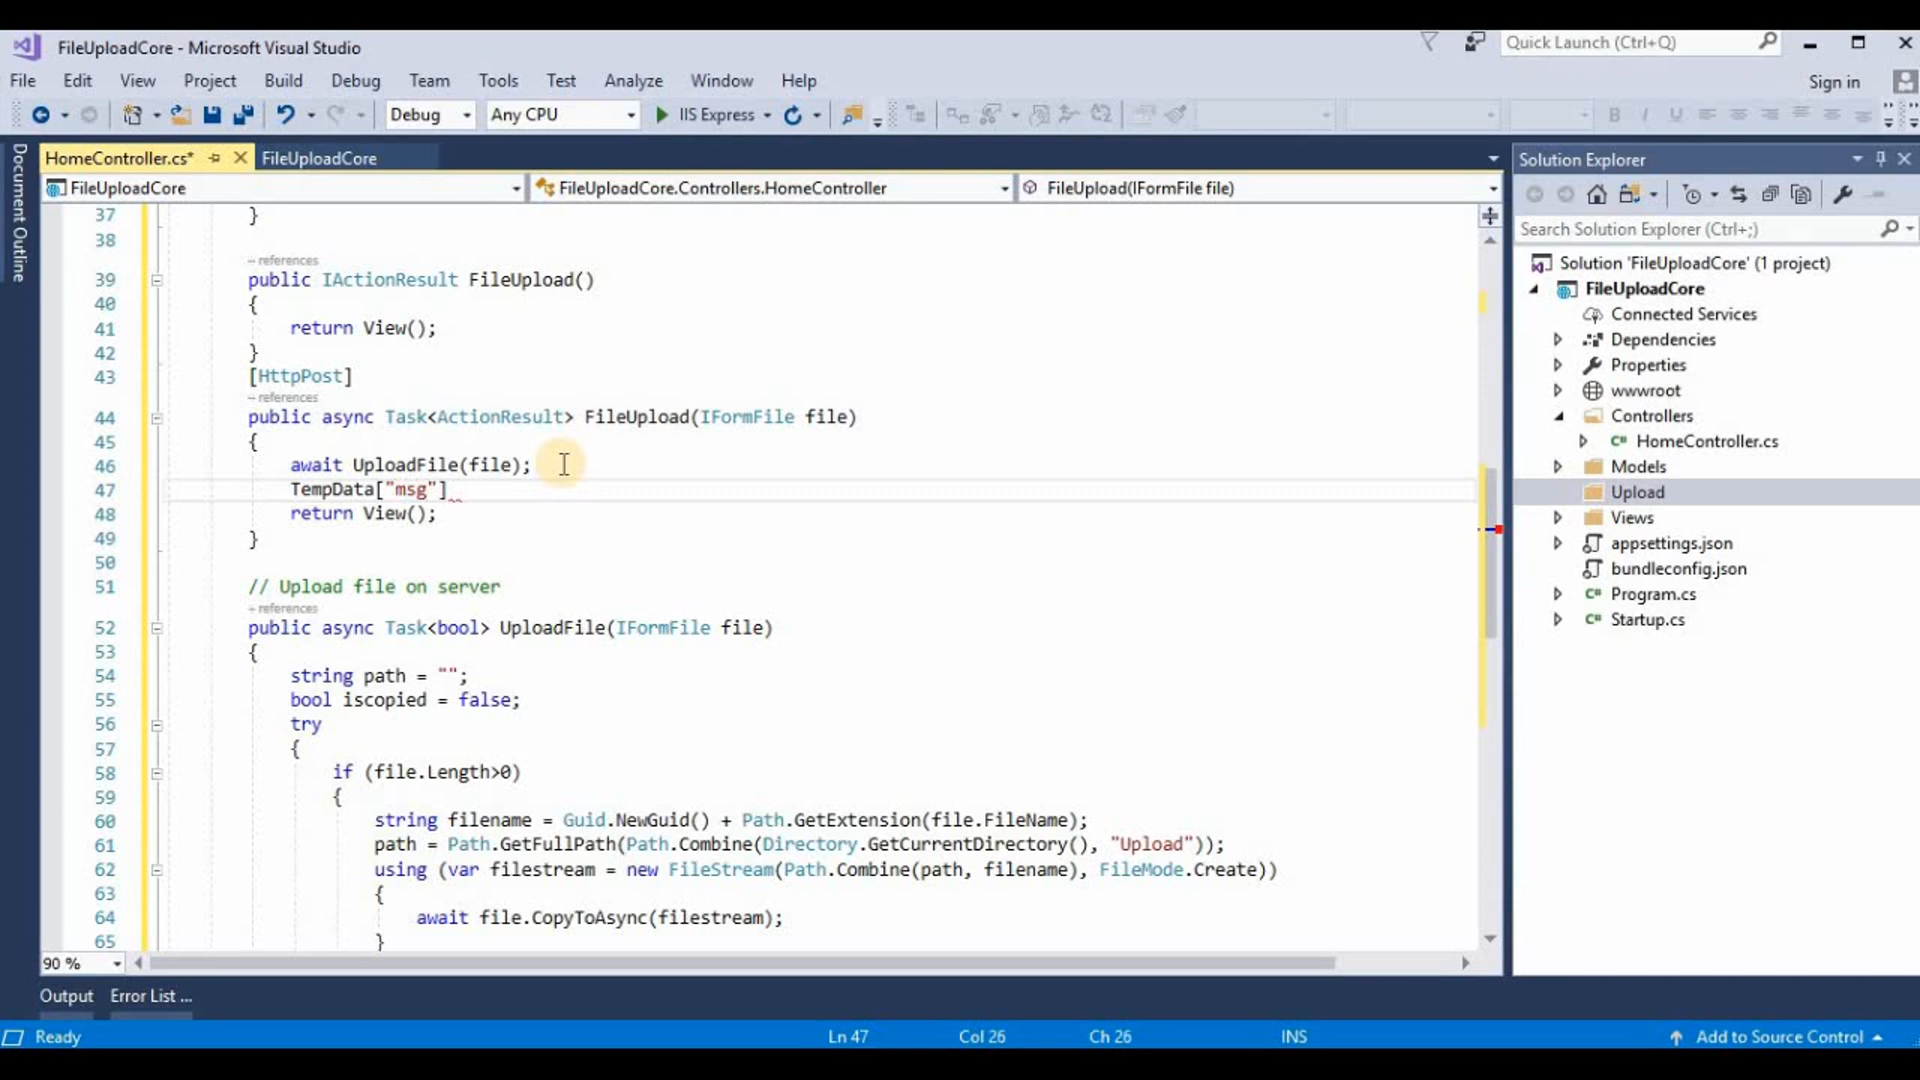 FileUploadCore - Microsoft Visual Studio
Quick Launch (Ctrl+Q)
File Edit View Project Build Debug Team Tools Test Analyze Window Help
Sign in
Debug Any CPU IIS Express
Document Outline
HomeController.cs* FileUploadCore
FileUploadCore FileUploadCore.Controllers.HomeController FileUpload(IFormFile file)
37 }
38
- references
39 public IActionResult FileUpload()
40 {
41 return View();
42 }
43 [HttpPost]
- references
44 public async Task<ActionResult> FileUpload(IFormFile file)
45 {
46 await UploadFile(file);
47 TempData["msg"]
48 return View();
49 }
50
51 // Upload file on server
- references
52 public async Task<bool> UploadFile(IFormFile file)
53 {
54 string path = "";
55 bool iscopied = false;
56 try
57 {
58 if (file.Length>0)
59 {
60 string filename = Guid.NewGuid() + Path.GetExtension(file.FileName);
61 path = Path.GetFullPath(Path.Combine(Directory.GetCurrentDirectory(), "Upload"));
62 using (var filestream = new FileStream(Path.Combine(path, filename), FileMode.Create))
63 {
64 await file.CopyToAsync(filestream);
65 }
90 %
Solution Explorer
Search Solution Explorer (Ctrl+;)
Solution 'FileUploadCore' (1 project)
FileUploadCore
Connected Services
Dependencies
Properties
wwwroot
Controllers
C# HomeController.cs
Models
Upload
Views
appsettings.json
bundleconfig.json
C# Program.cs
C# Startup.cs
Output Error List ...
Ready Ln 47 Col 26 Ch 26 INS Add to Source Control